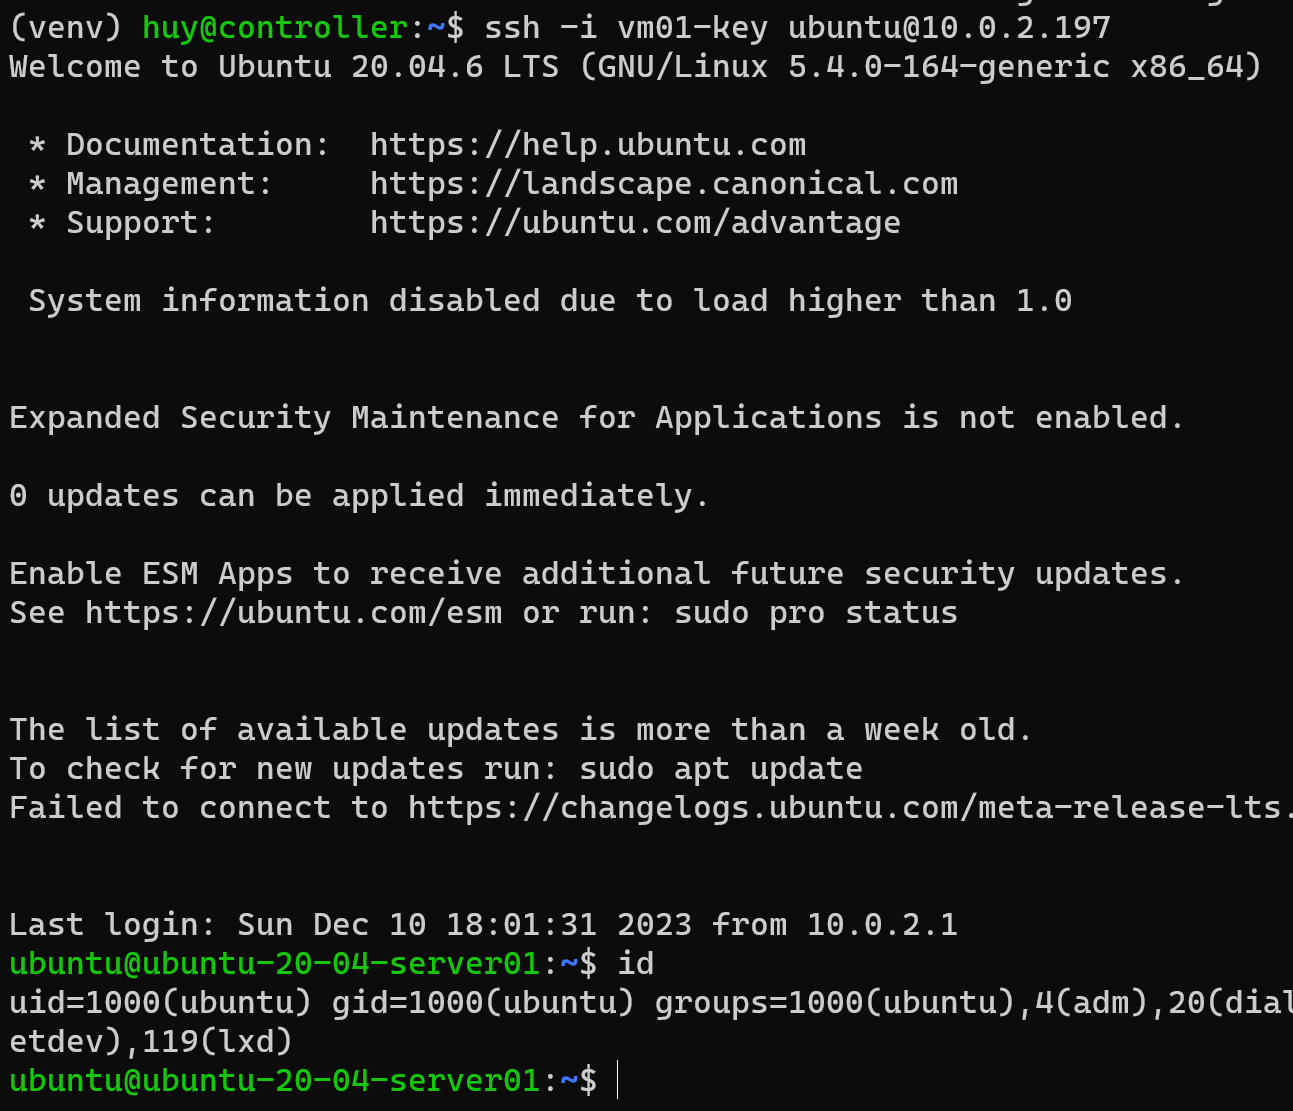 (venv) huy@controller:~$ ssh -i vm01-key ubuntu@10.0.2.197
Welcome to Ubuntu 20.04.6 LTS (GNU/Linux 5.4.0-164-generic x86_64)
* Documentation:  https://help.ubuntu.com
* Management:     https://landscape.canonical.com
* Support:        https://ubuntu.com/advantage
System information disabled due to load higher than 1.0
Expanded Security Maintenance for Applications is not enabled.
0 updates can be applied immediately.
Enable ESM Apps to receive additional future security updates.
See https://ubuntu.com/esm or run: sudo pro status
The list of available updates is more than a week old.
To check for new updates run: sudo apt update
Failed to connect to https://changelogs.ubuntu.com/meta-release-lts.
Last login: Sun Dec 10 18:01:31 2023 from 10.0.2.1
ubuntu@ubuntu-20-04-server01:~$ id
uid=1000(ubuntu) gid=1000(ubuntu) groups=1000(ubuntu),4(adm),20(dial
etdev),119(lxd)
ubuntu@ubuntu-20-04-server01:~$